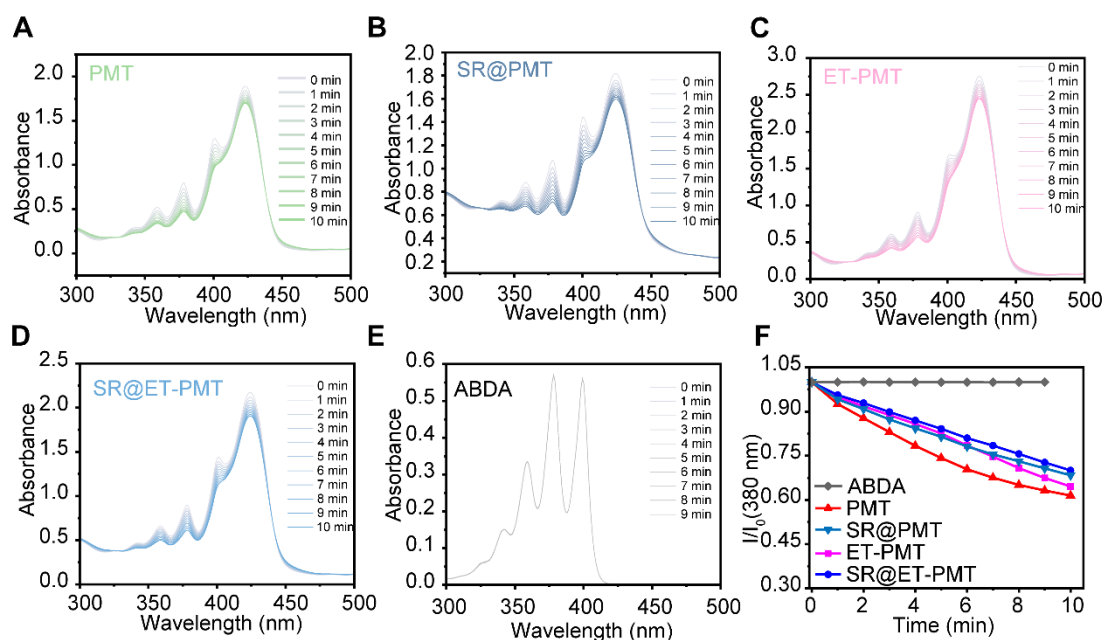 A
PMT
Absorbance
2.0
1.5
1.0
0.5
0.0
300 350 400 450 500
Wavelength (nm)
0 min
1 min
2 min
3 min
4 min
5 min
6 min
7 min
8 min
9 min
10 min
B
SR@PMT
Absorbance
2.0
1.8
1.6
1.4
1.2
1.0
0.8
0.6
0.4
0.2
300 350 400 450 500
Wavelength (nm)
0 min
1 min
2 min
3 min
4 min
5 min
6 min
7 min
8 min
9 min
10 min
C
ET-PMT
Absorbance
3.0
2.5
2.0
1.5
1.0
0.5
0.0
300 350 400 450 500
Wavelength (nm)
0 min
1 min
2 min
3 min
4 min
5 min
6 min
7 min
8 min
9 min
10 min
D
SR@ET-PMT
Absorbance
2.5
2.0
1.5
1.0
0.5
0.0
300 350 400 450 500
Wavelength (nm)
0 min
1 min
2 min
3 min
4 min
5 min
6 min
7 min
8 min
9 min
10 min
E
ABDA
Absorbance
0.6
0.5
0.4
0.3
0.2
0.1
0.0
300 350 400 450 500
Wavelength (nm)
0 min
1 min
2 min
3 min
4 min
5 min
6 min
7 min
8 min
9 min
F
I/I₀(380 nm)
1.05
0.90
0.75
0.60
0.45
0.30
ABDA
PMT
SR@PMT
ET-PMT
SR@ET-PMT
0 2 4 6 8 10
Time (min)